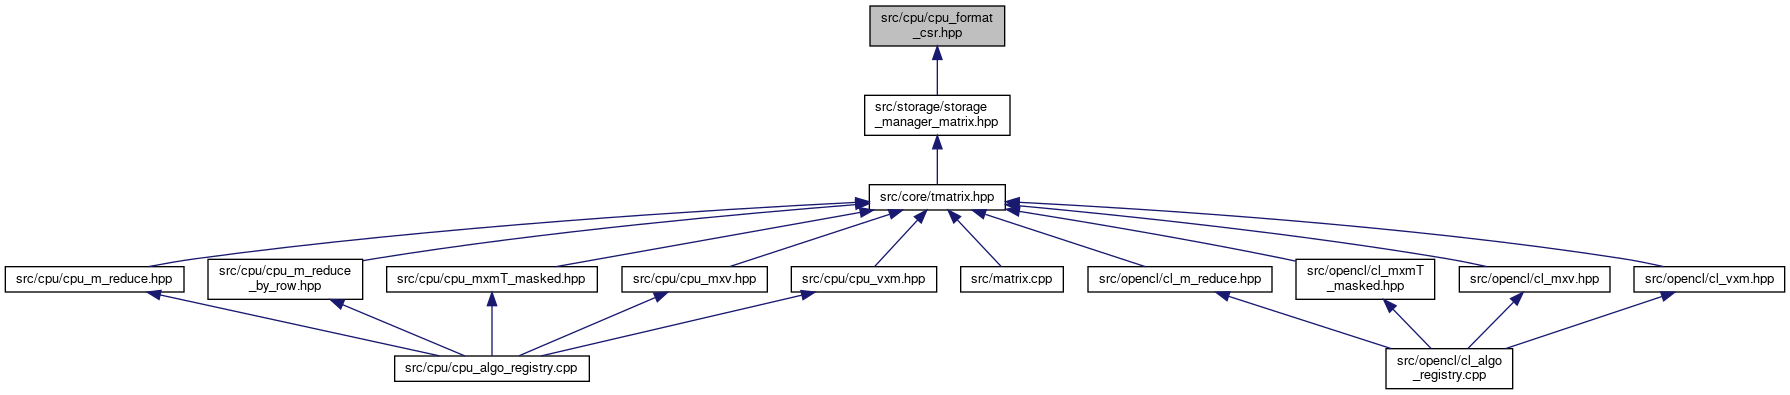 src/cpu/cpu_format
_csr.hpp
src/storage/storage
_manager_matrix.hpp
src/core/tmatrix.hpp
src/cpu/cpu_m_reduce.hpp
src/cpu/cpu_m_reduce
_by_row.hpp
src/cpu/cpu_mxmT_masked.hpp
src/cpu/cpu_mxv.hpp
src/cpu/cpu_vxm.hpp
src/matrix.cpp
src/opencl/cl_m_reduce.hpp
src/opencl/cl_mxmT
_masked.hpp
src/opencl/cl_mxv.hpp
src/opencl/cl_vxm.hpp
src/cpu/cpu_algo_registry.cpp
src/opencl/cl_algo
_registry.cpp